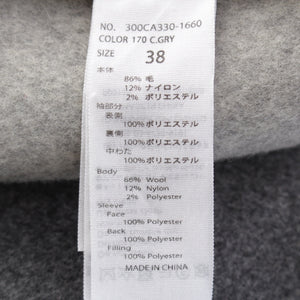 NO. 300CA330-1660
COLOR 170 C.GRY
SIZE 38
本体
86% 毛
12% ナイロン
2% ポリエステル
袖部分
表側
100% ポリエステル
裏側
100% ポリエステル
中わた
100% ポリエステル
Body
86% Wool
12% Nylon
2% Polyester
Sleeve
Face
100% Polyester
Back
100% Polyester
Filling
100% Polyester
MADE IN CHINA